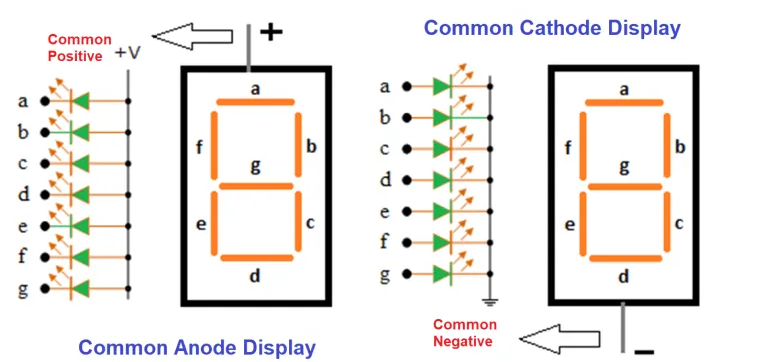 Common
Positive
+V
+
a
b
c
d
e
f
g
a
f
b
g
e
c
d
Common Anode Display
Common Cathode Display
a
b
c
d
e
f
g
a
f
b
g
e
c
d
Common
Negative
–